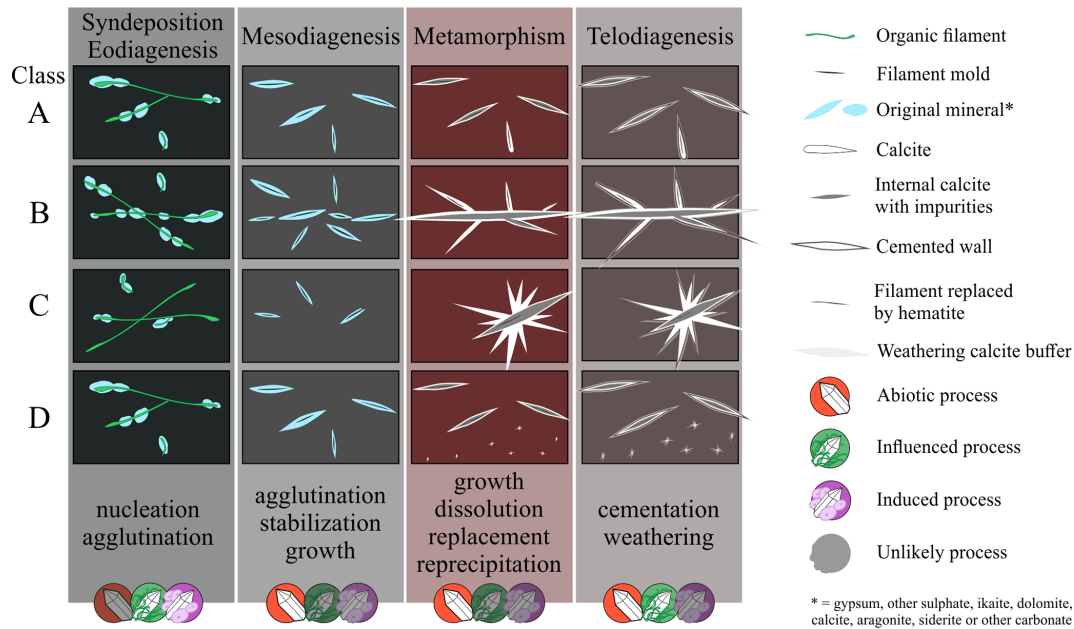 Syndeposition
Eodiagenesis
Mesodiagenesis
Metamorphism
Telodiagenesis
Class
A
B
C
D
nucleation
agglutination
agglutination
stabilization
growth
growth
dissolution
replacement
reprecipitation
cementation
weathering
Organic filament
Filament mold
Original mineral*
Calcite
Internal calcite
with impurities
Cemented wall
Filament replaced
by hematite
Weathering calcite buffer
Abiotic process
Influenced process
Induced process
Unlikely process
* = gypsum, other sulphate, ikaite, dolomite,
calcite, aragonite, siderite or other carbonate